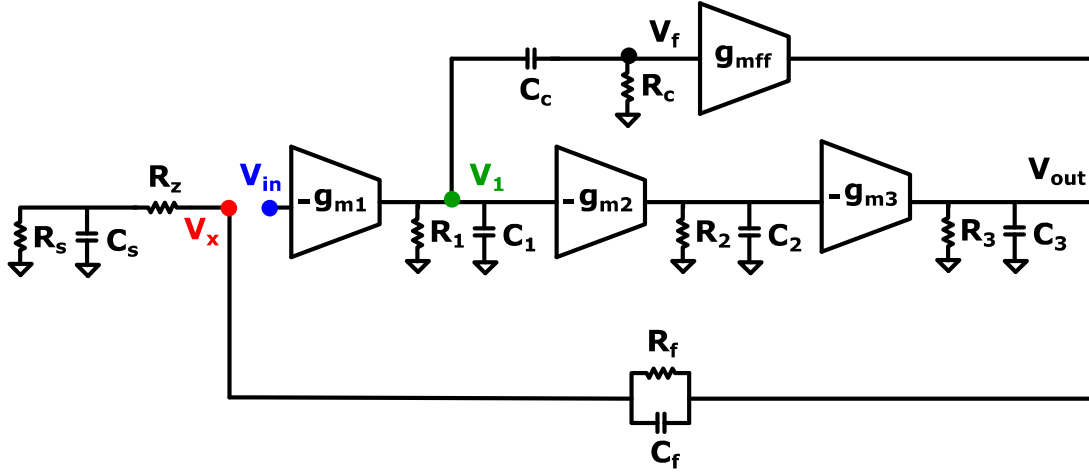 V_f
g_mff
C_c
R_c
R_z
V_in
V_1
V_out
-g_m1
-g_m2
-g_m3
V_x
R_s
C_s
R_1
C_1
R_2
C_2
R_3
C_3
R_f
C_f